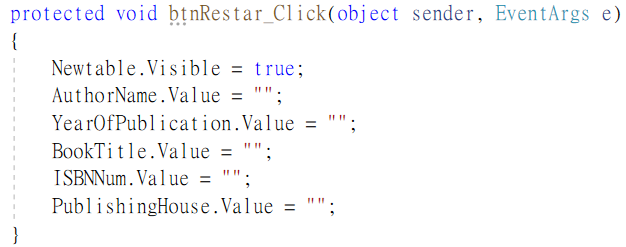 protected void btnRestar_Click(object sender, EventArgs e)
{
Newtable.Visible = true;
AuthorName.Value = "";
YearOfPublication.Value = "";
BookTitle.Value = "";
ISBNNum.Value = "";
PublishingHouse.Value = "";
}